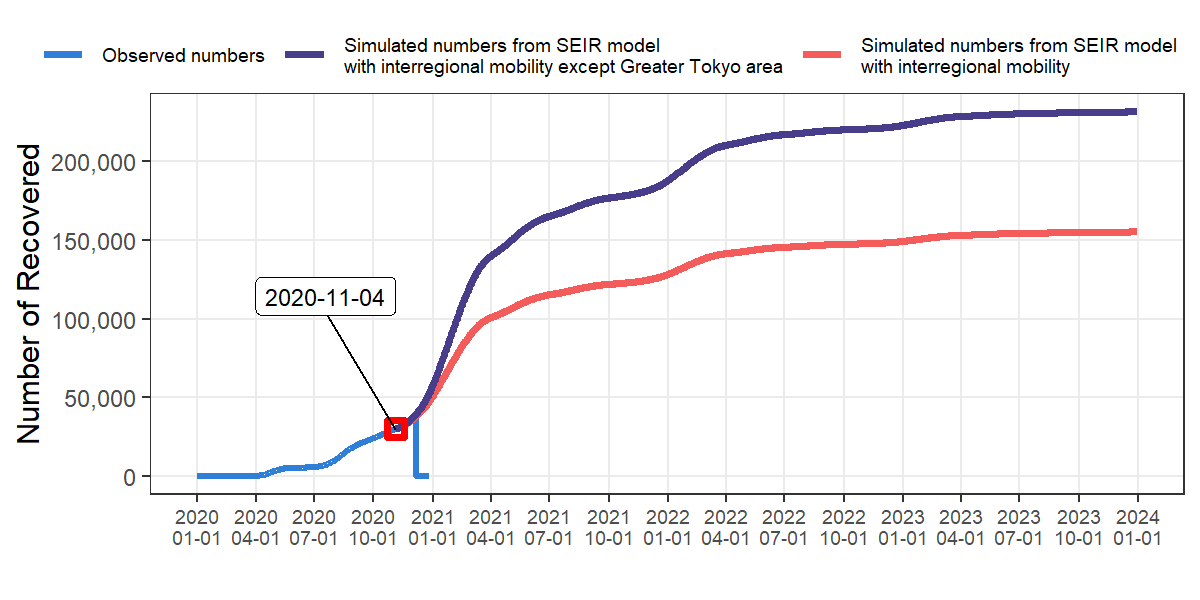 Observed numbers
Simulated numbers from SEIR model
with interregional mobility except Greater Tokyo area
Simulated numbers from SEIR model
with interregional mobility
Number of Recovered
200,000
150,000
100,000
50,000
0
2020-11-04
2020 2020 2020 2020 2021 2021 2021 2021 2022 2022 2022 2022 2023 2023 2023 2023 2024
01-01 04-01 07-01 10-01 01-01 04-01 07-01 10-01 01-01 04-01 07-01 10-01 01-01 04-01 07-01 10-01 01-01